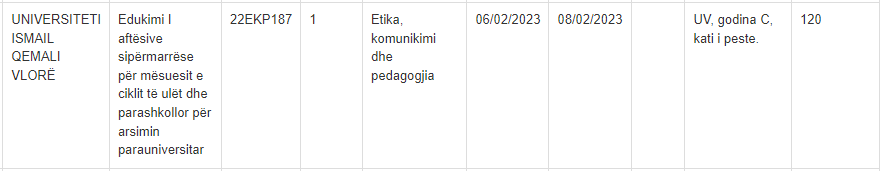 UNIVERSITETI
ISMAIL
QEMALI
VLORË
Edukimi I
aftësive
sipërmarrëse
për mësuesit e
ciklit të ulët dhe
parashkollor për
arsimin
parauniversitar
22EKP187
1
Etika,
komunikimi
dhe
pedagogjia
06/02/2023
08/02/2023
UV, godina C,
kati i peste.
120